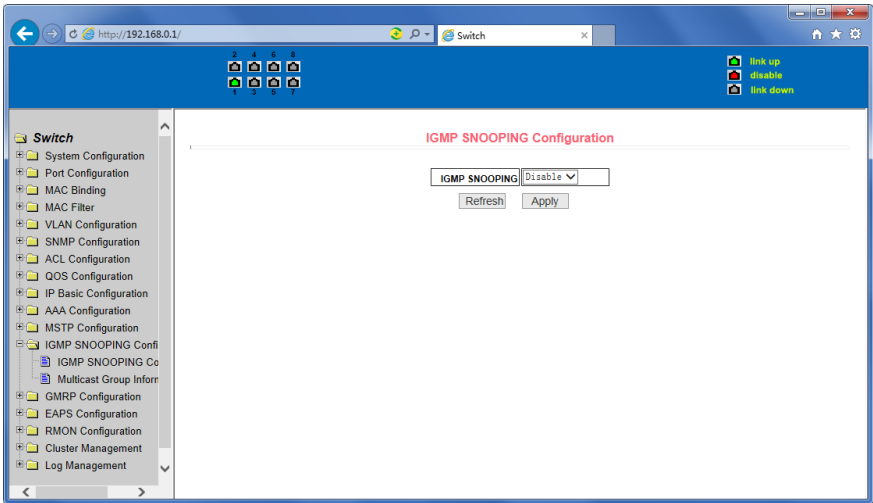 http://192.168.0.1/
Switch
2 4 6 8
1 3 5 7
link up
disable
link down
Switch
System Configuration
Port Configuration
MAC Binding
MAC Filter
VLAN Configuration
SNMP Configuration
ACL Configuration
QOS Configuration
IP Basic Configuration
AAA Configuration
MSTP Configuration
IGMP SNOOPING Confi
IGMP SNOOPING Co
Multicast Group Inform
GMRP Configuration
EAPS Configuration
RMON Configuration
Cluster Management
Log Management
IGMP SNOOPING Configuration
IGMP SNOOPING Disable
Refresh Apply